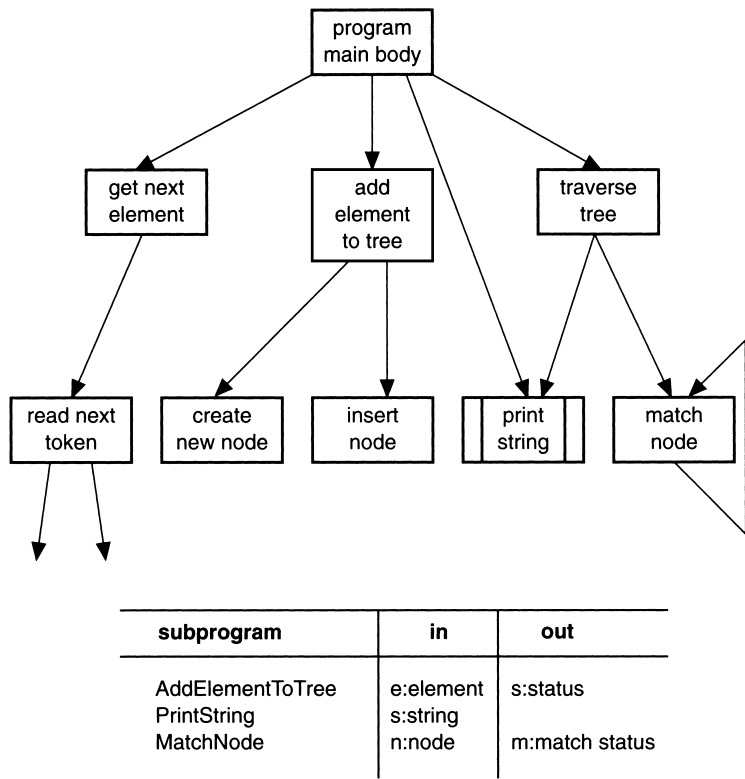 program
main body
get next
element
add
element
to tree
traverse
tree
read next
token
create
new node
insert
node
print
string
match
node
subprogram in out
AddElementToTree e:element s:status
PrintString s:string
MatchNode n:node m:match status